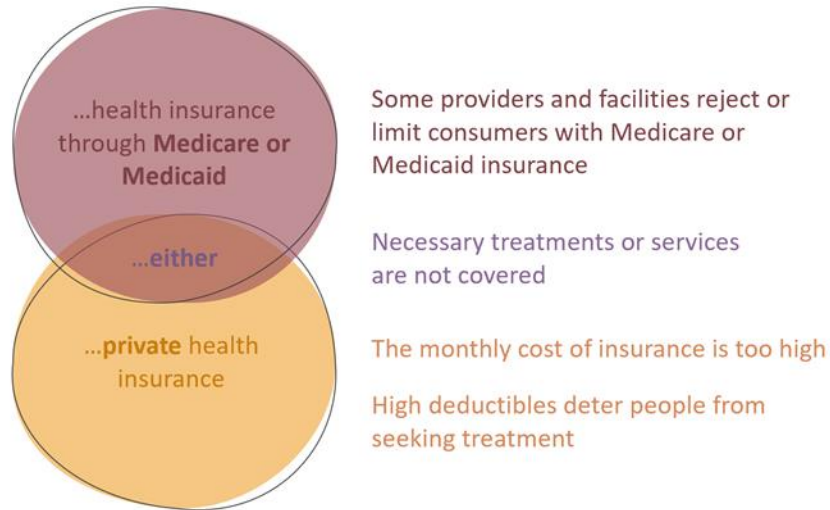 ...health insurance
through Medicare or
Medicaid
Some providers and facilities reject or
limit consumers with Medicare or
Medicaid insurance
...either
Necessary treatments or services
are not covered
...private health
insurance
The monthly cost of insurance is too high
High deductibles deter people from
seeking treatment